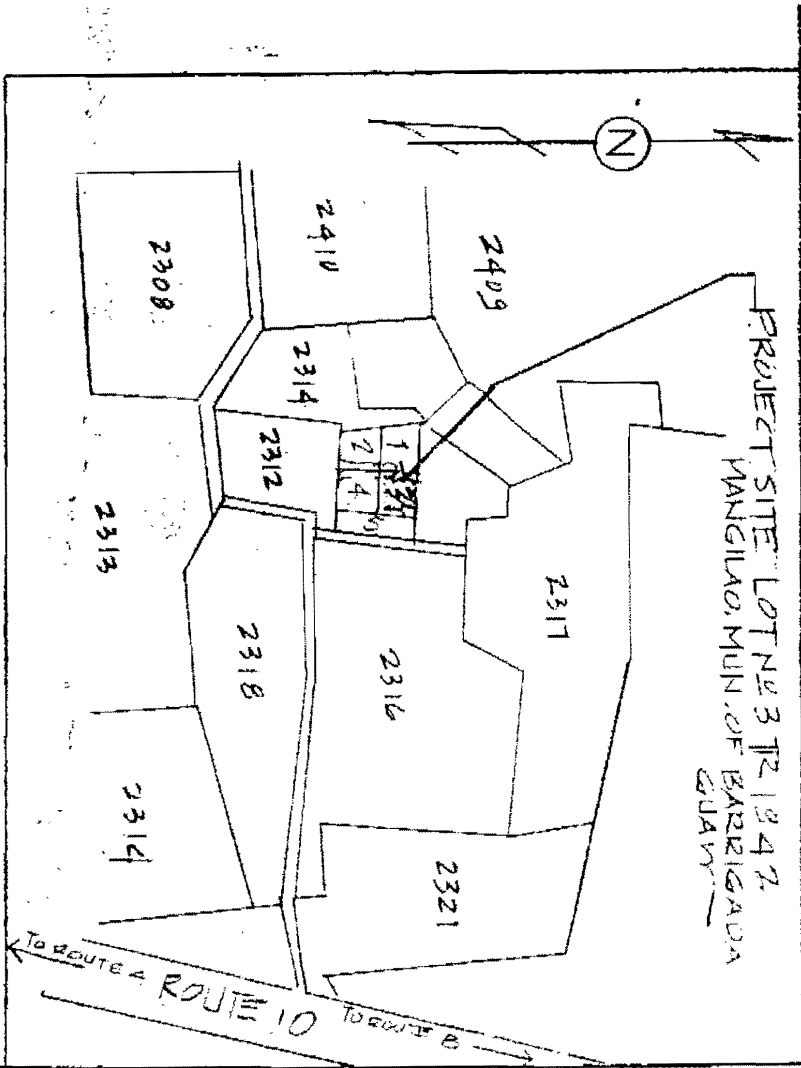 PROJECT SITE LOT Nº 3 TR 1942
MANGILAO, MUN. OF BARRIGADA
GUAM
N
2409
2410
2308
2314
2312
1
2
4
2317
2316
2313
2318
2321
2314
TO ROUTE 4
ROUTE 10
TO ROUTE 8